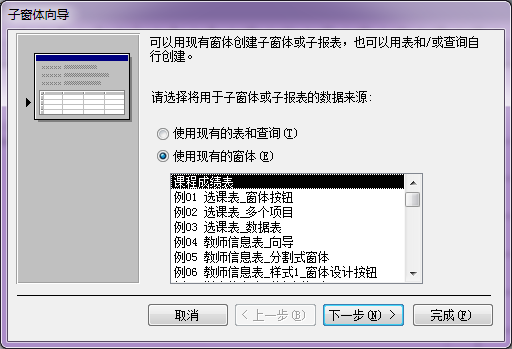 子窗体向导
可以用现有窗体创建子窗体或子报表，也可以用表和/或查询自
行创建。
请选择将用于子窗体或子报表的数据来源:
使用现有的表和查询(T)
使用现有的窗体(E)
课程成绩表
例01 选课表_窗体按钮
例02 选课表_多个项目
例03 选课表_数据表
例04 教师信息表_向导
例05 教师信息表_分割式窗体
例06 教师信息表_样式1_窗体设计按钮
取消
< 上一步(B)
下一步(N) >
完成(F)